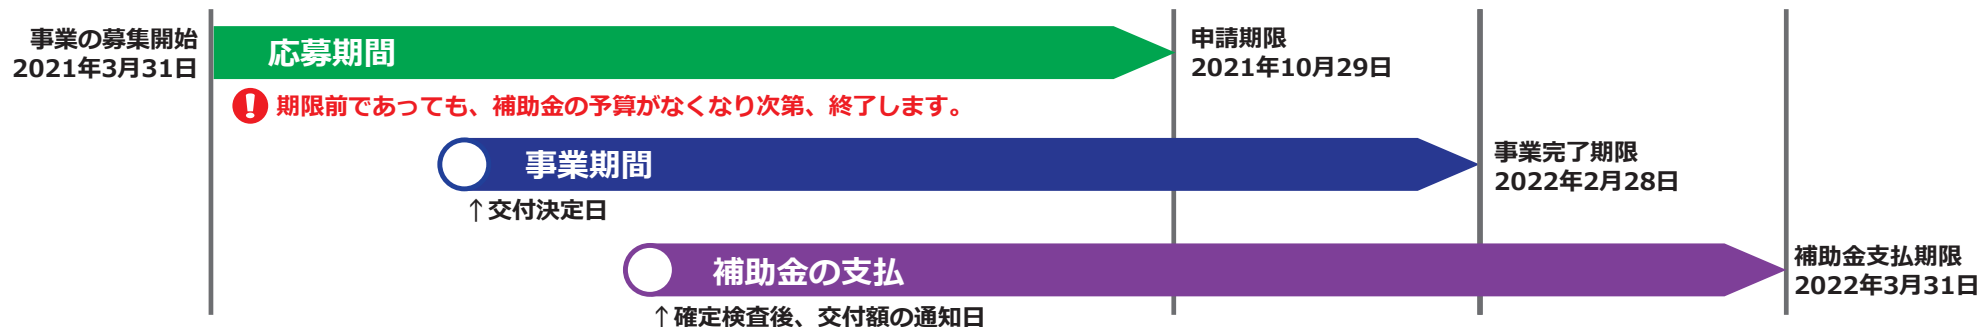 事業の募集開始
2021年3月31日
応募期間
申請期限
2021年10月29日
! 期限前であっても、補助金の予算がなくなり次第、終了します。
事業期間
事業完了期限
2022年2月28日
↑交付決定日
補助金の支払
補助金支払期限
2022年3月31日
↑確定検査後、交付額の通知日